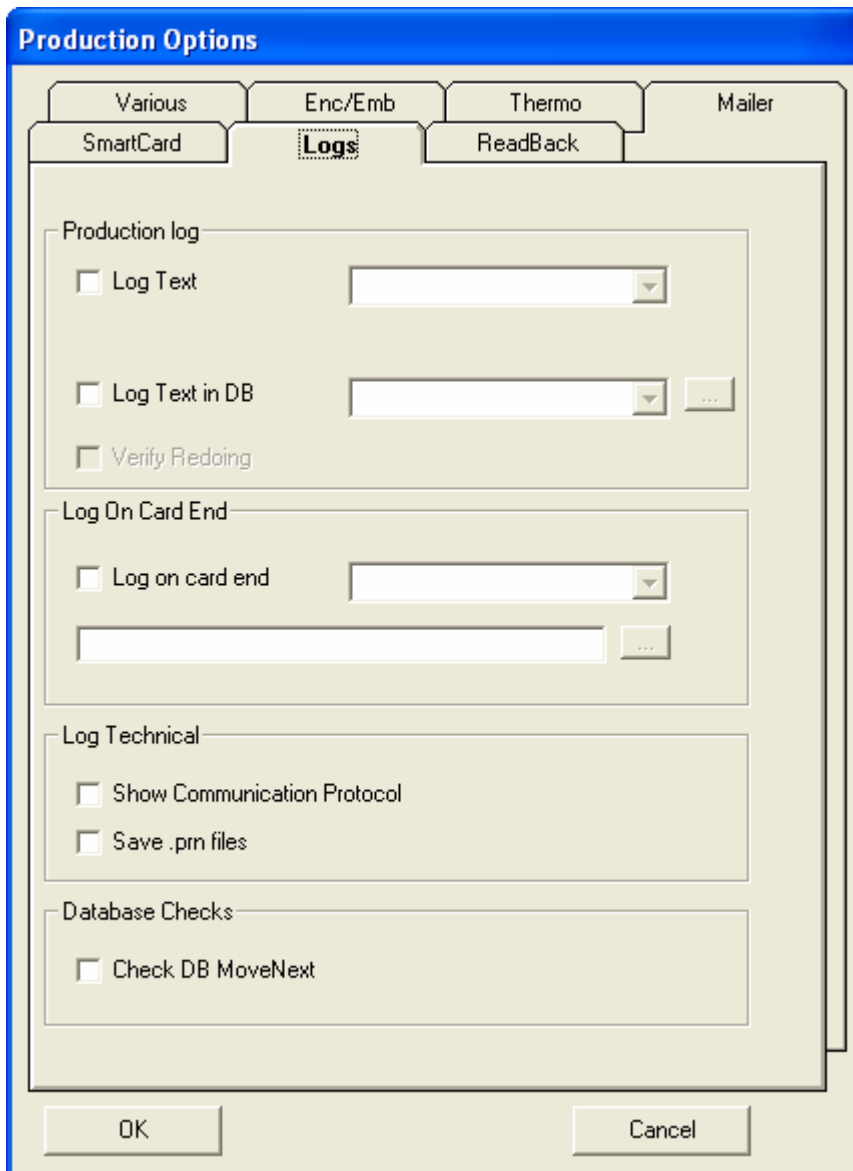 Production Options
Various Enc/Emb Thermo Mailer
SmartCard Logs ReadBack
Production log
Log Text
Log Text in DB ...
Verify Redoing
Log On Card End
Log on card end
...
Log Technical
Show Communication Protocol
Save .prn files
Database Checks
Check DB MoveNext
OK Cancel